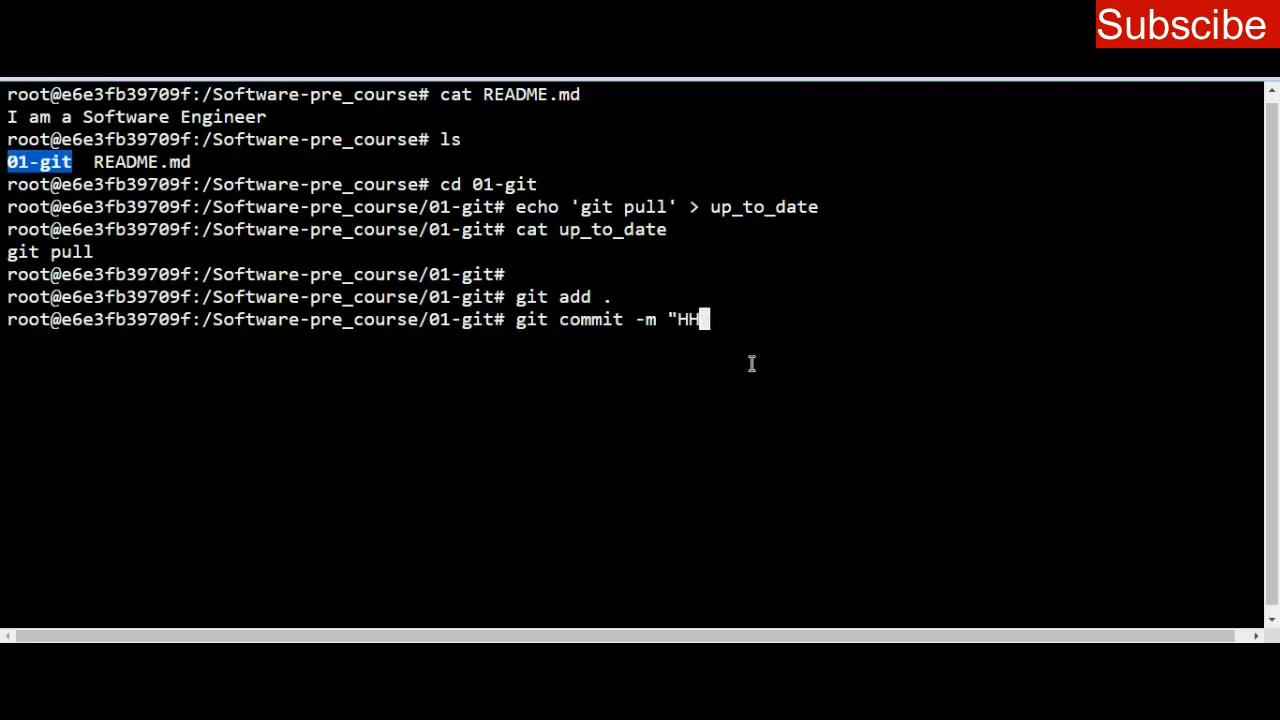 Subscibe
root@e6e3fb39709f:/Software-pre_course# cat README.md
I am a Software Engineer
root@e6e3fb39709f:/Software-pre_course# ls
01-git  README.md
root@e6e3fb39709f:/Software-pre_course# cd 01-git
root@e6e3fb39709f:/Software-pre_course/01-git# echo 'git pull' > up_to_date
root@e6e3fb39709f:/Software-pre_course/01-git# cat up_to_date
git pull
root@e6e3fb39709f:/Software-pre_course/01-git#
root@e6e3fb39709f:/Software-pre_course/01-git# git add .
root@e6e3fb39709f:/Software-pre_course/01-git# git commit -m "HH"